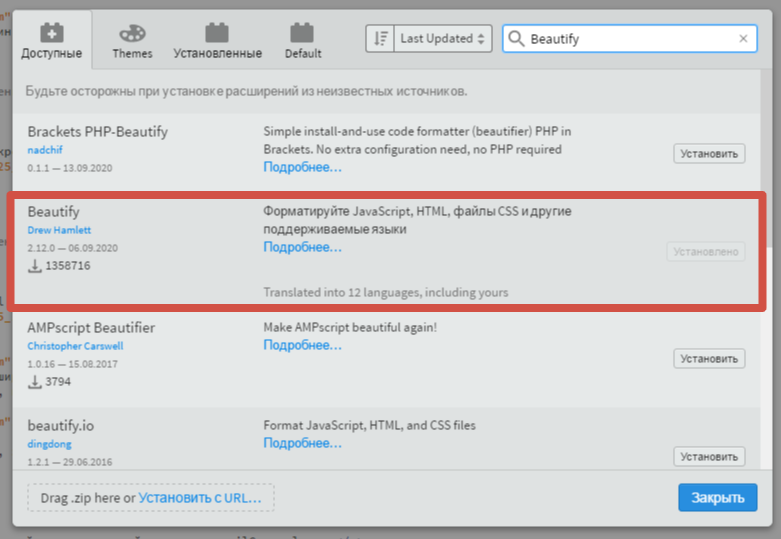 Доступные
Themes
Установленные
Default
Last Updated
Beautify
Будьте осторожны при установке расширений из неизвестных источников.
Brackets PHP-Beautify
nadchif
0.1.1 — 13.09.2020
Simple install-and-use code formatter (beautifier) PHP in
Brackets. No extra configuration need, no PHP required
Подробнее...
Установить
Beautify
Drew Hamlett
2.12.0 — 06.09.2020
1358716
Форматируйте JavaScript, HTML, файлы CSS и другие
поддерживаемые языки
Подробнее...
Translated into 12 languages, including yours
Установлено
AMPscript Beautifier
Christopher Carswell
1.0.16 — 15.08.2017
3794
Make AMPscript beautiful again!
Подробнее...
Установить
beautify.io
dingdong
1.2.1 — 29.06.2016
Format JavaScript, HTML, and CSS files
Подробнее...
Установить
Drag .zip here or Установить с URL...
Закрыть